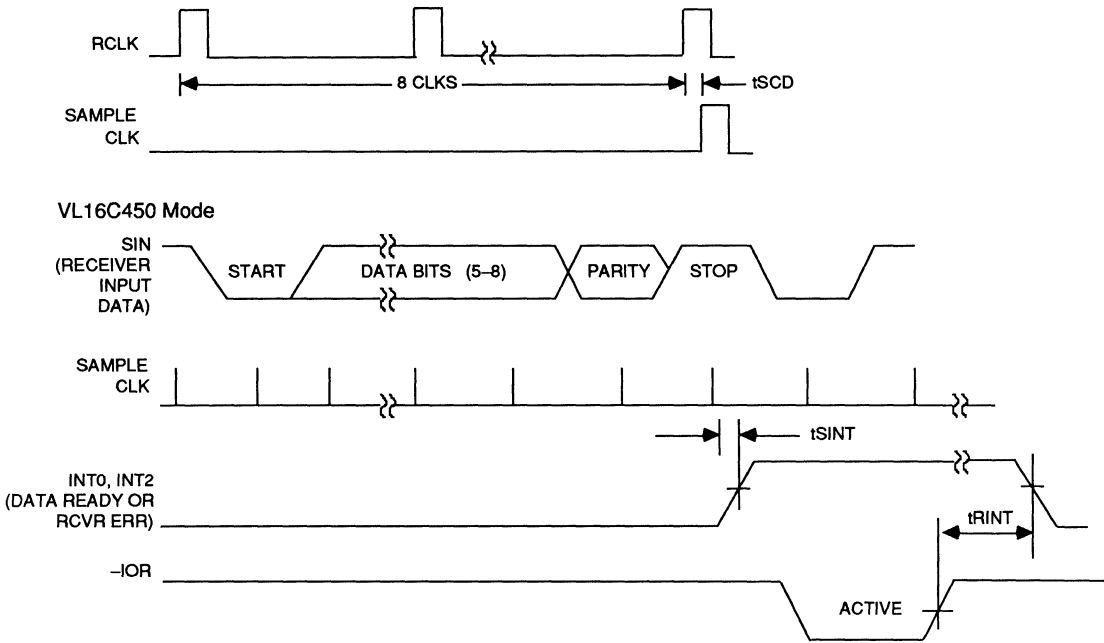 RCLK
8 CLKS
tSCD
SAMPLE
CLK
VL16C450 Mode
SIN
(RECEIVER
INPUT
DATA)
START
DATA BITS (5–8)
PARITY
STOP
SAMPLE
CLK
tSINT
INT0, INT2
(DATA READY OR
RCVR ERR)
tRINT
–IOR
ACTIVE